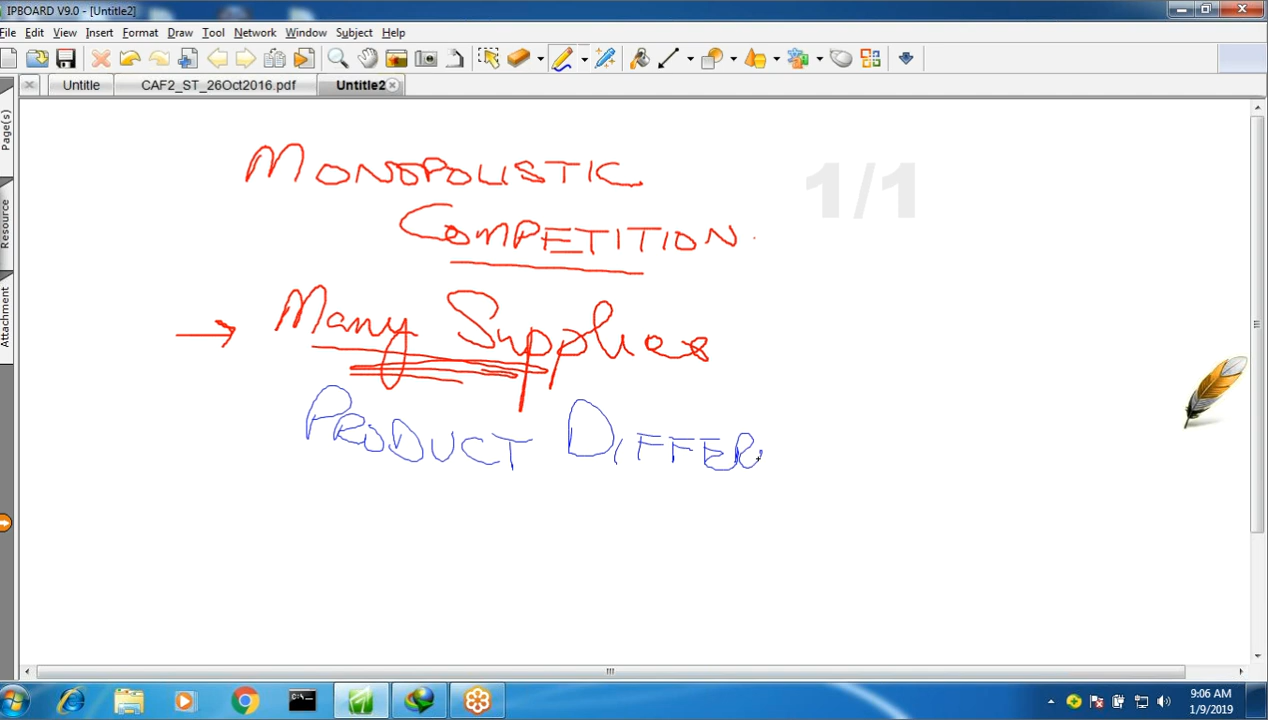 IPBOARD V9.0 - [Untitle2]
File Edit View Insert Format Draw Tool Network Window Subject Help
Untitle CAF2_ST_26Oct2016.pdf Untitle2
Page(s)
Resource
Attachment
1/1
MONOPOLISTIC
COMPETITION.
→ Many Supplies
PRODUCT DIFFER
9:06 AM
1/9/2019